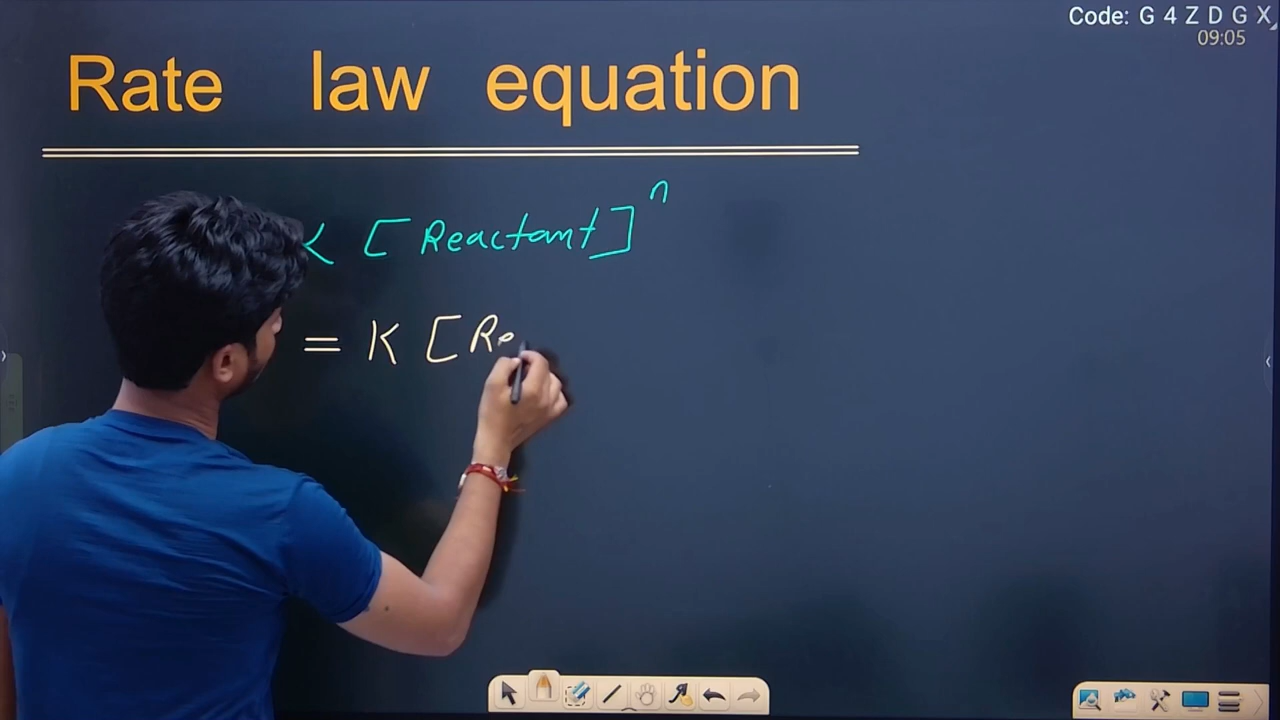 Code: G 4 Z D G X
09:05
Rate law equation
[Reactant]ⁿ
= K [Re